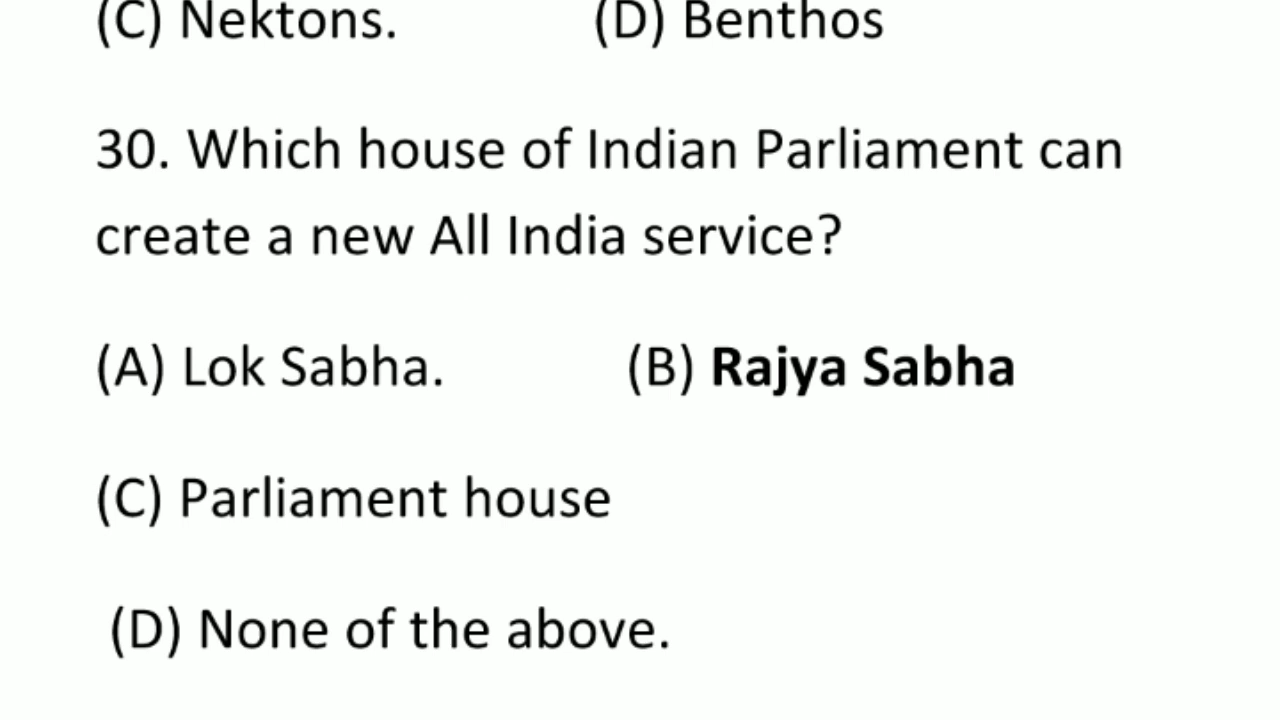 (C) Nektons. (D) Benthos
30. Which house of Indian Parliament can
create a new All India service?
(A) Lok Sabha. (B) Rajya Sabha
(C) Parliament house
(D) None of the above.